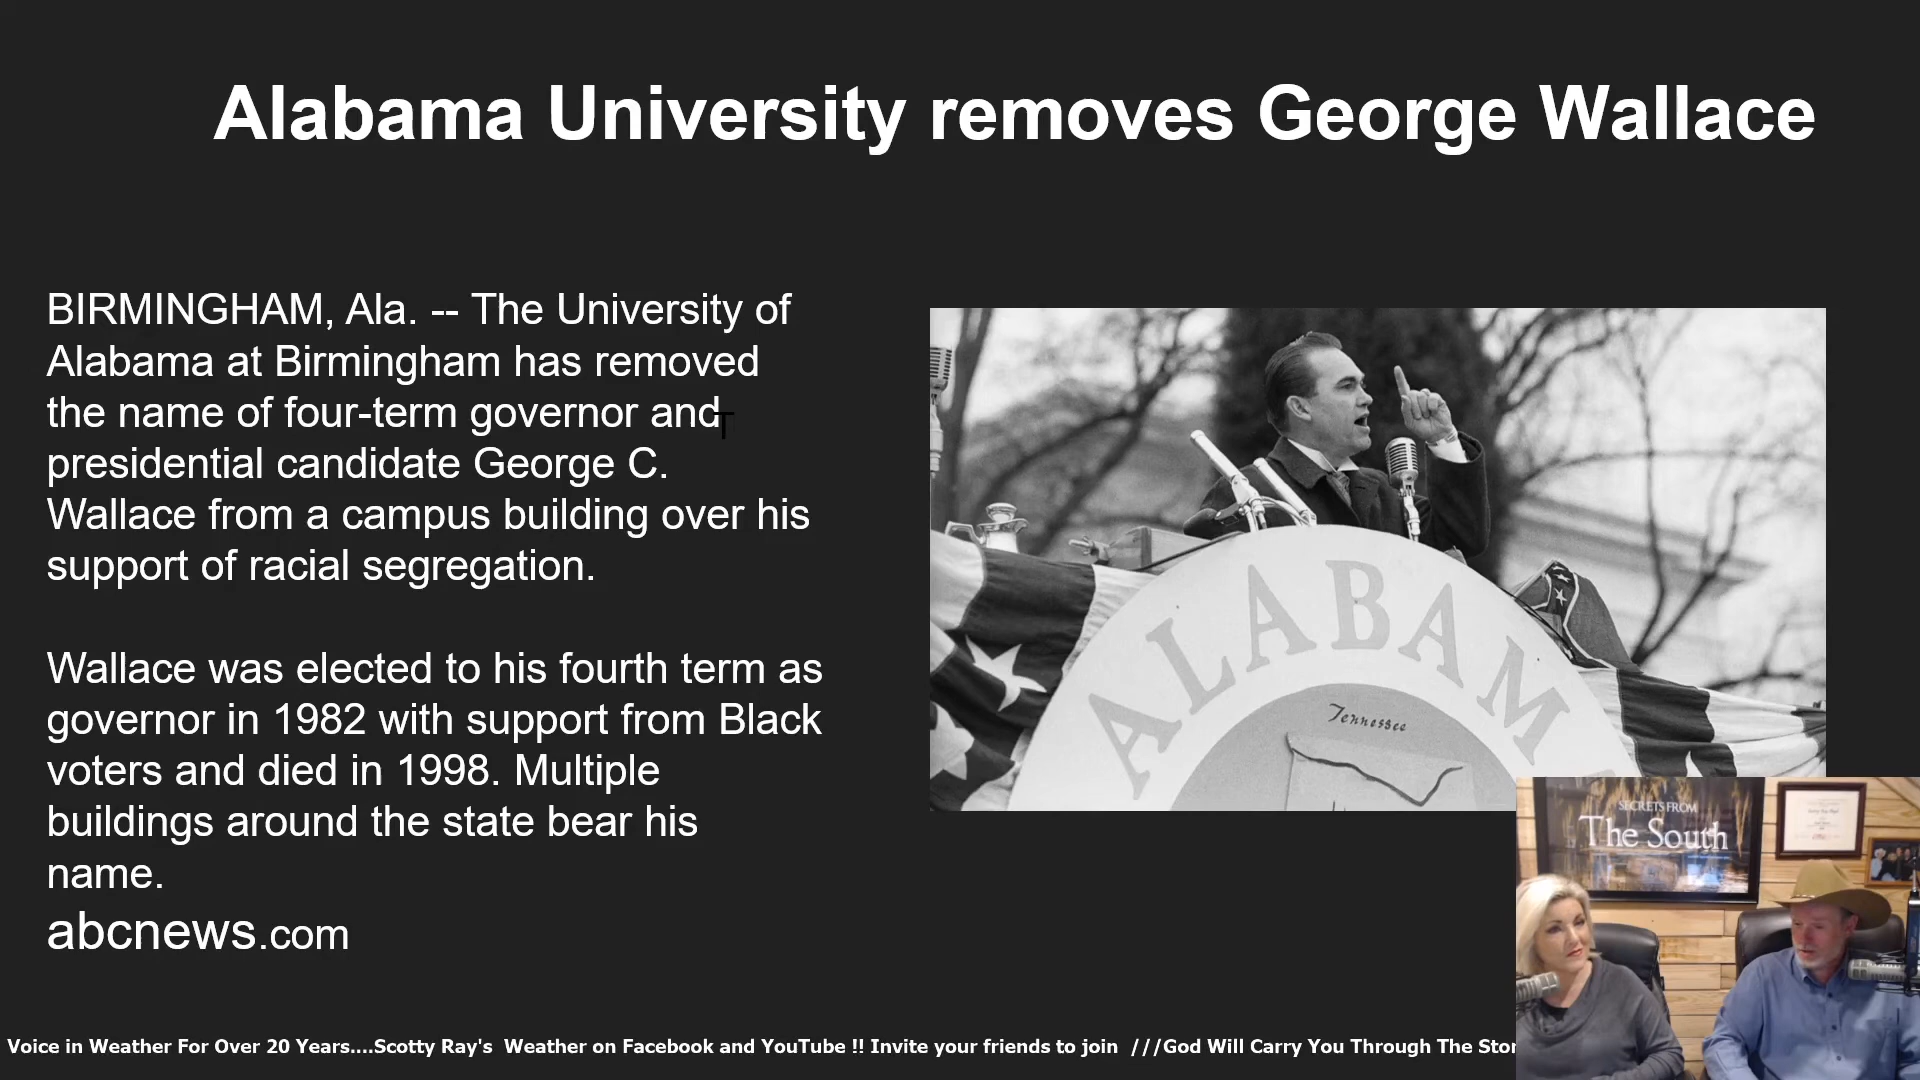 Alabama University removes George Wallace
BIRMINGHAM, Ala. -- The University of
Alabama at Birmingham has removed
the name of four-term governor and
presidential candidate George C.
Wallace from a campus building over his
support of racial segregation.
Wallace was elected to his fourth term as
governor in 1982 with support from Black
voters and died in 1998. Multiple
buildings around the state bear his
name.
abcnews.com
ALABAM
Tennessee
SECRETS FROM
The South
Voice in Weather For Over 20 Years....Scotty Ray's Weather on Facebook and YouTube !! Invite your friends to join ///God Will Carry You Through The Stor